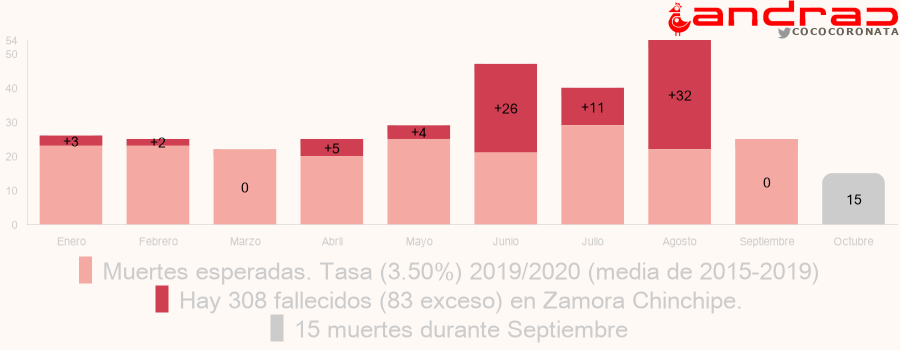 andrab
COCOCORONATA
54
50
40
30
20
10
0
+3
+2
0
+5
+4
+26
+11
+32
0
15
Enero Febrero Marzo Abril Mayo Junio Julio Agosto Septiembre Octubre
Muertes esperadas. Tasa (3.50%) 2019/2020 (media de 2015-2019)
Hay 308 fallecidos (83 exceso) en Zamora Chinchipe.
15 muertes durante Septiembre